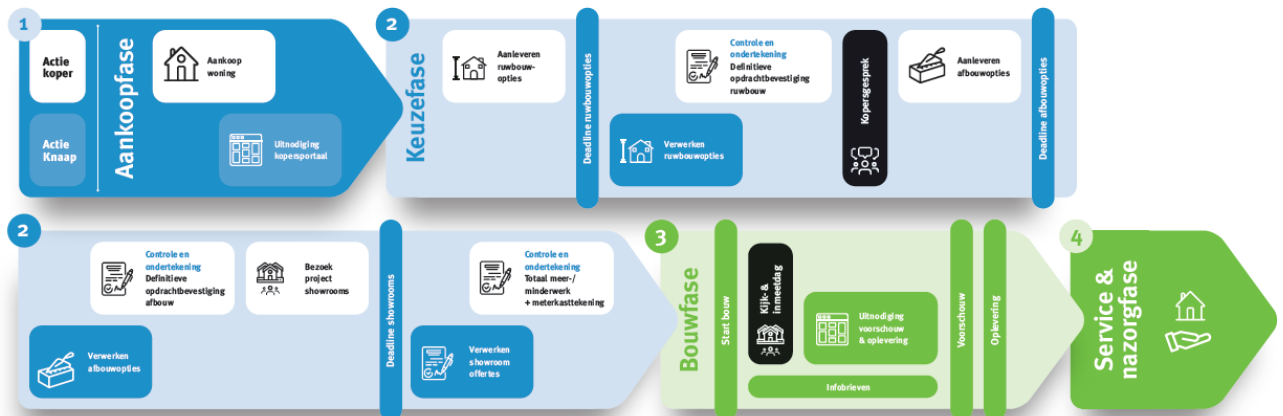 1
Actie
koper
Actie
Knaap
Aankoopfase
Aankoop
woning
Uitnodiging
kopersportaal
2
Keuzefase
Aanleveren
ruwbouw-
opties
Deadline ruwbouwopties
Verwerken
ruwbouwopties
Controle en
ondertekening
Definitieve
opdrachtbevestiging
ruwbouw
Kopersgesprek
Aanleveren
afbouwopties
Deadline afbouwopties
2
Controle en
ondertekening
Definitieve
opdrachtbevestiging
afbouw
Verwerken
afbouwopties
Bezoek
project
showrooms
Deadline showrooms
Controle en
ondertekening
Totaal meer-/
minderwerk
+ meterkasttekening
Verwerken
showroom
offertes
3
Bouwfase
Start bouw
Kijk- &
inmeetdag
Uitnodiging
voorschouw
& oplevering
Infobrieven
Voorschouw
Oplevering
4
Service &
nazorgfase